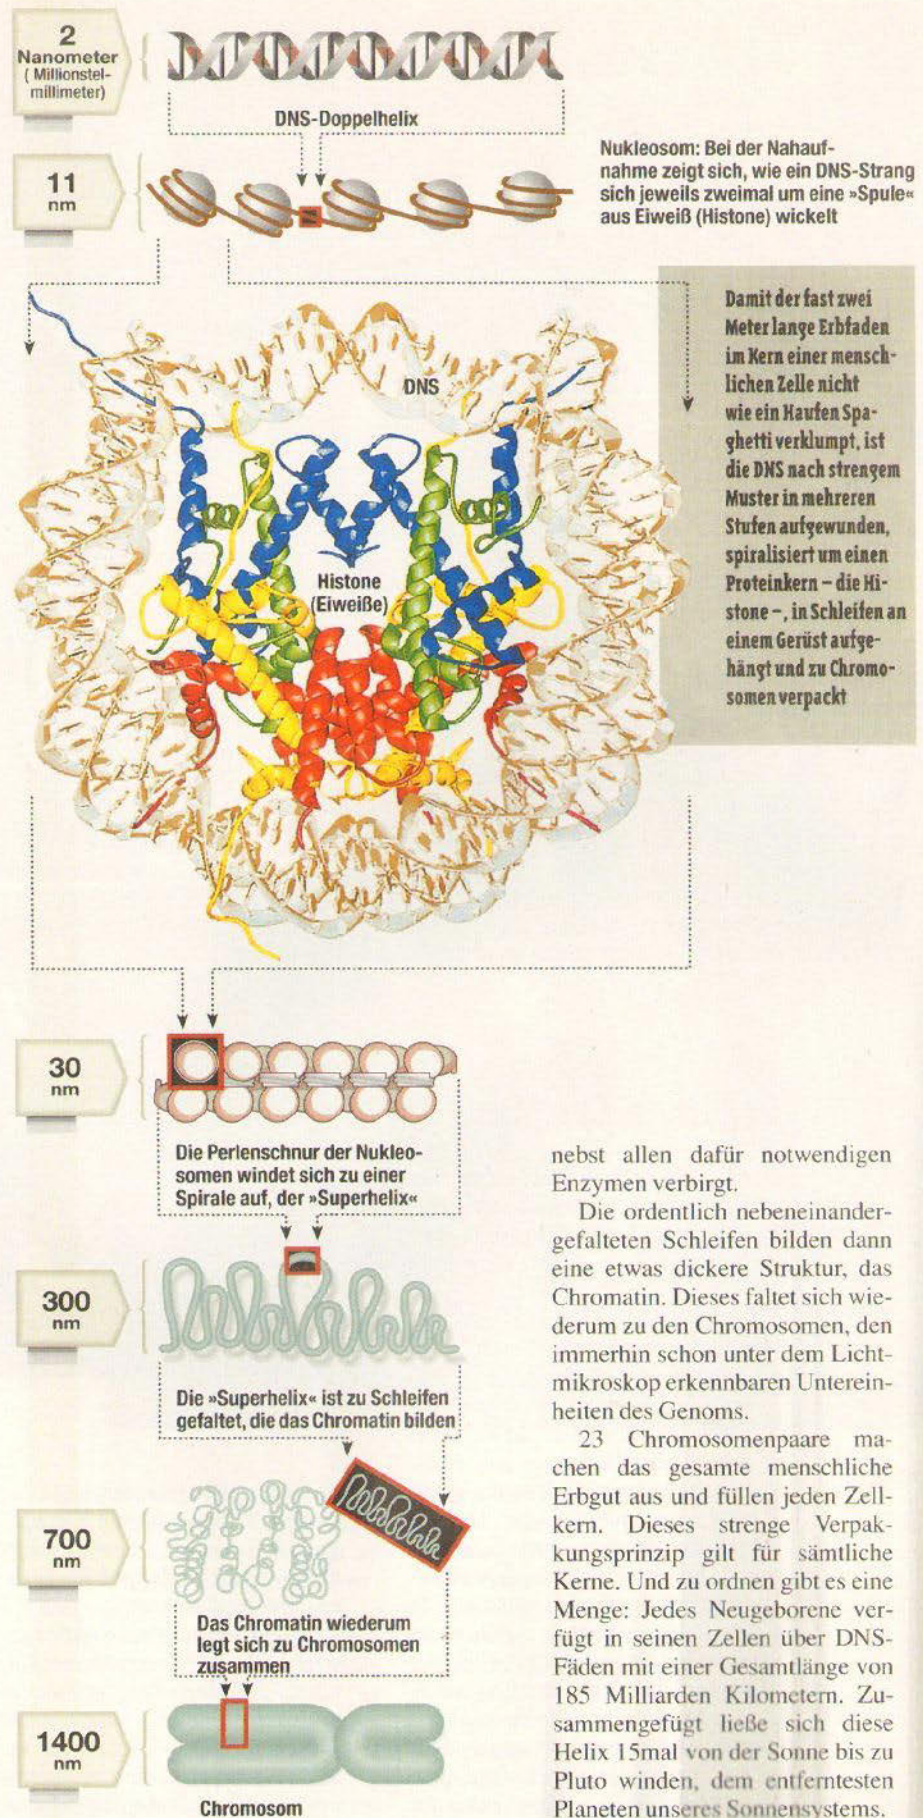 2
Nanometer
( Millionstel-
millimeter)
DNS-Doppelhelix
11
nm
Nukleosom: Bei der Nahauf-
nahme zeigt sich, wie ein DNS-Strang
sich jeweils zweimal um eine »Spule«
aus Eiweiß (Histone) wickelt
DNS
Histone
(Eiweiße)
Damit der fast zwei
Meter lange Erbfaden
im Kern einer mensch-
lichen Zelle nicht
wie ein Haufen Spa-
ghetti verklumpt, ist
die DNS nach strengem
Muster in mehreren
Stufen aufgewunden,
spiralisiert um einen
Proteinkern – die Hi-
stone –, in Schleifen an
einem Gerüst aufge-
hängt und zu Chromo-
somen verpackt
30
nm
Die Perlenschnur der Nukleo-
somen windet sich zu einer
Spirale auf, der »Superhelix«
300
nm
Die »Superhelix« ist zu Schleifen
gefaltet, die das Chromatin bilden
700
nm
Das Chromatin wiederum
legt sich zu Chromosomen
zusammen
1400
nm
Chromosom
nebst allen dafür notwendigen
Enzymen verbirgt.
Die ordentlich nebeneinander-
gefalteten Schleifen bilden dann
eine etwas dickere Struktur, das
Chromatin. Dieses faltet sich wie-
derum zu den Chromosomen, den
immerhin schon unter dem Licht-
mikroskop erkennbaren Unterein-
heiten des Genoms.
23 Chromosomenpaare ma-
chen das gesamte menschliche
Erbgut aus und füllen jeden Zell-
kern. Dieses strenge Verpak-
kungsprinzip gilt für sämtliche
Kerne. Und zu ordnen gibt es eine
Menge: Jedes Neugeborene ver-
fügt in seinen Zellen über DNS-
Fäden mit einer Gesamtlänge von
185 Milliarden Kilometern. Zu-
sammengefügt ließe sich diese
Helix 15mal von der Sonne bis zu
Pluto winden, dem entferntesten
Planeten unseres Sonnensystems.